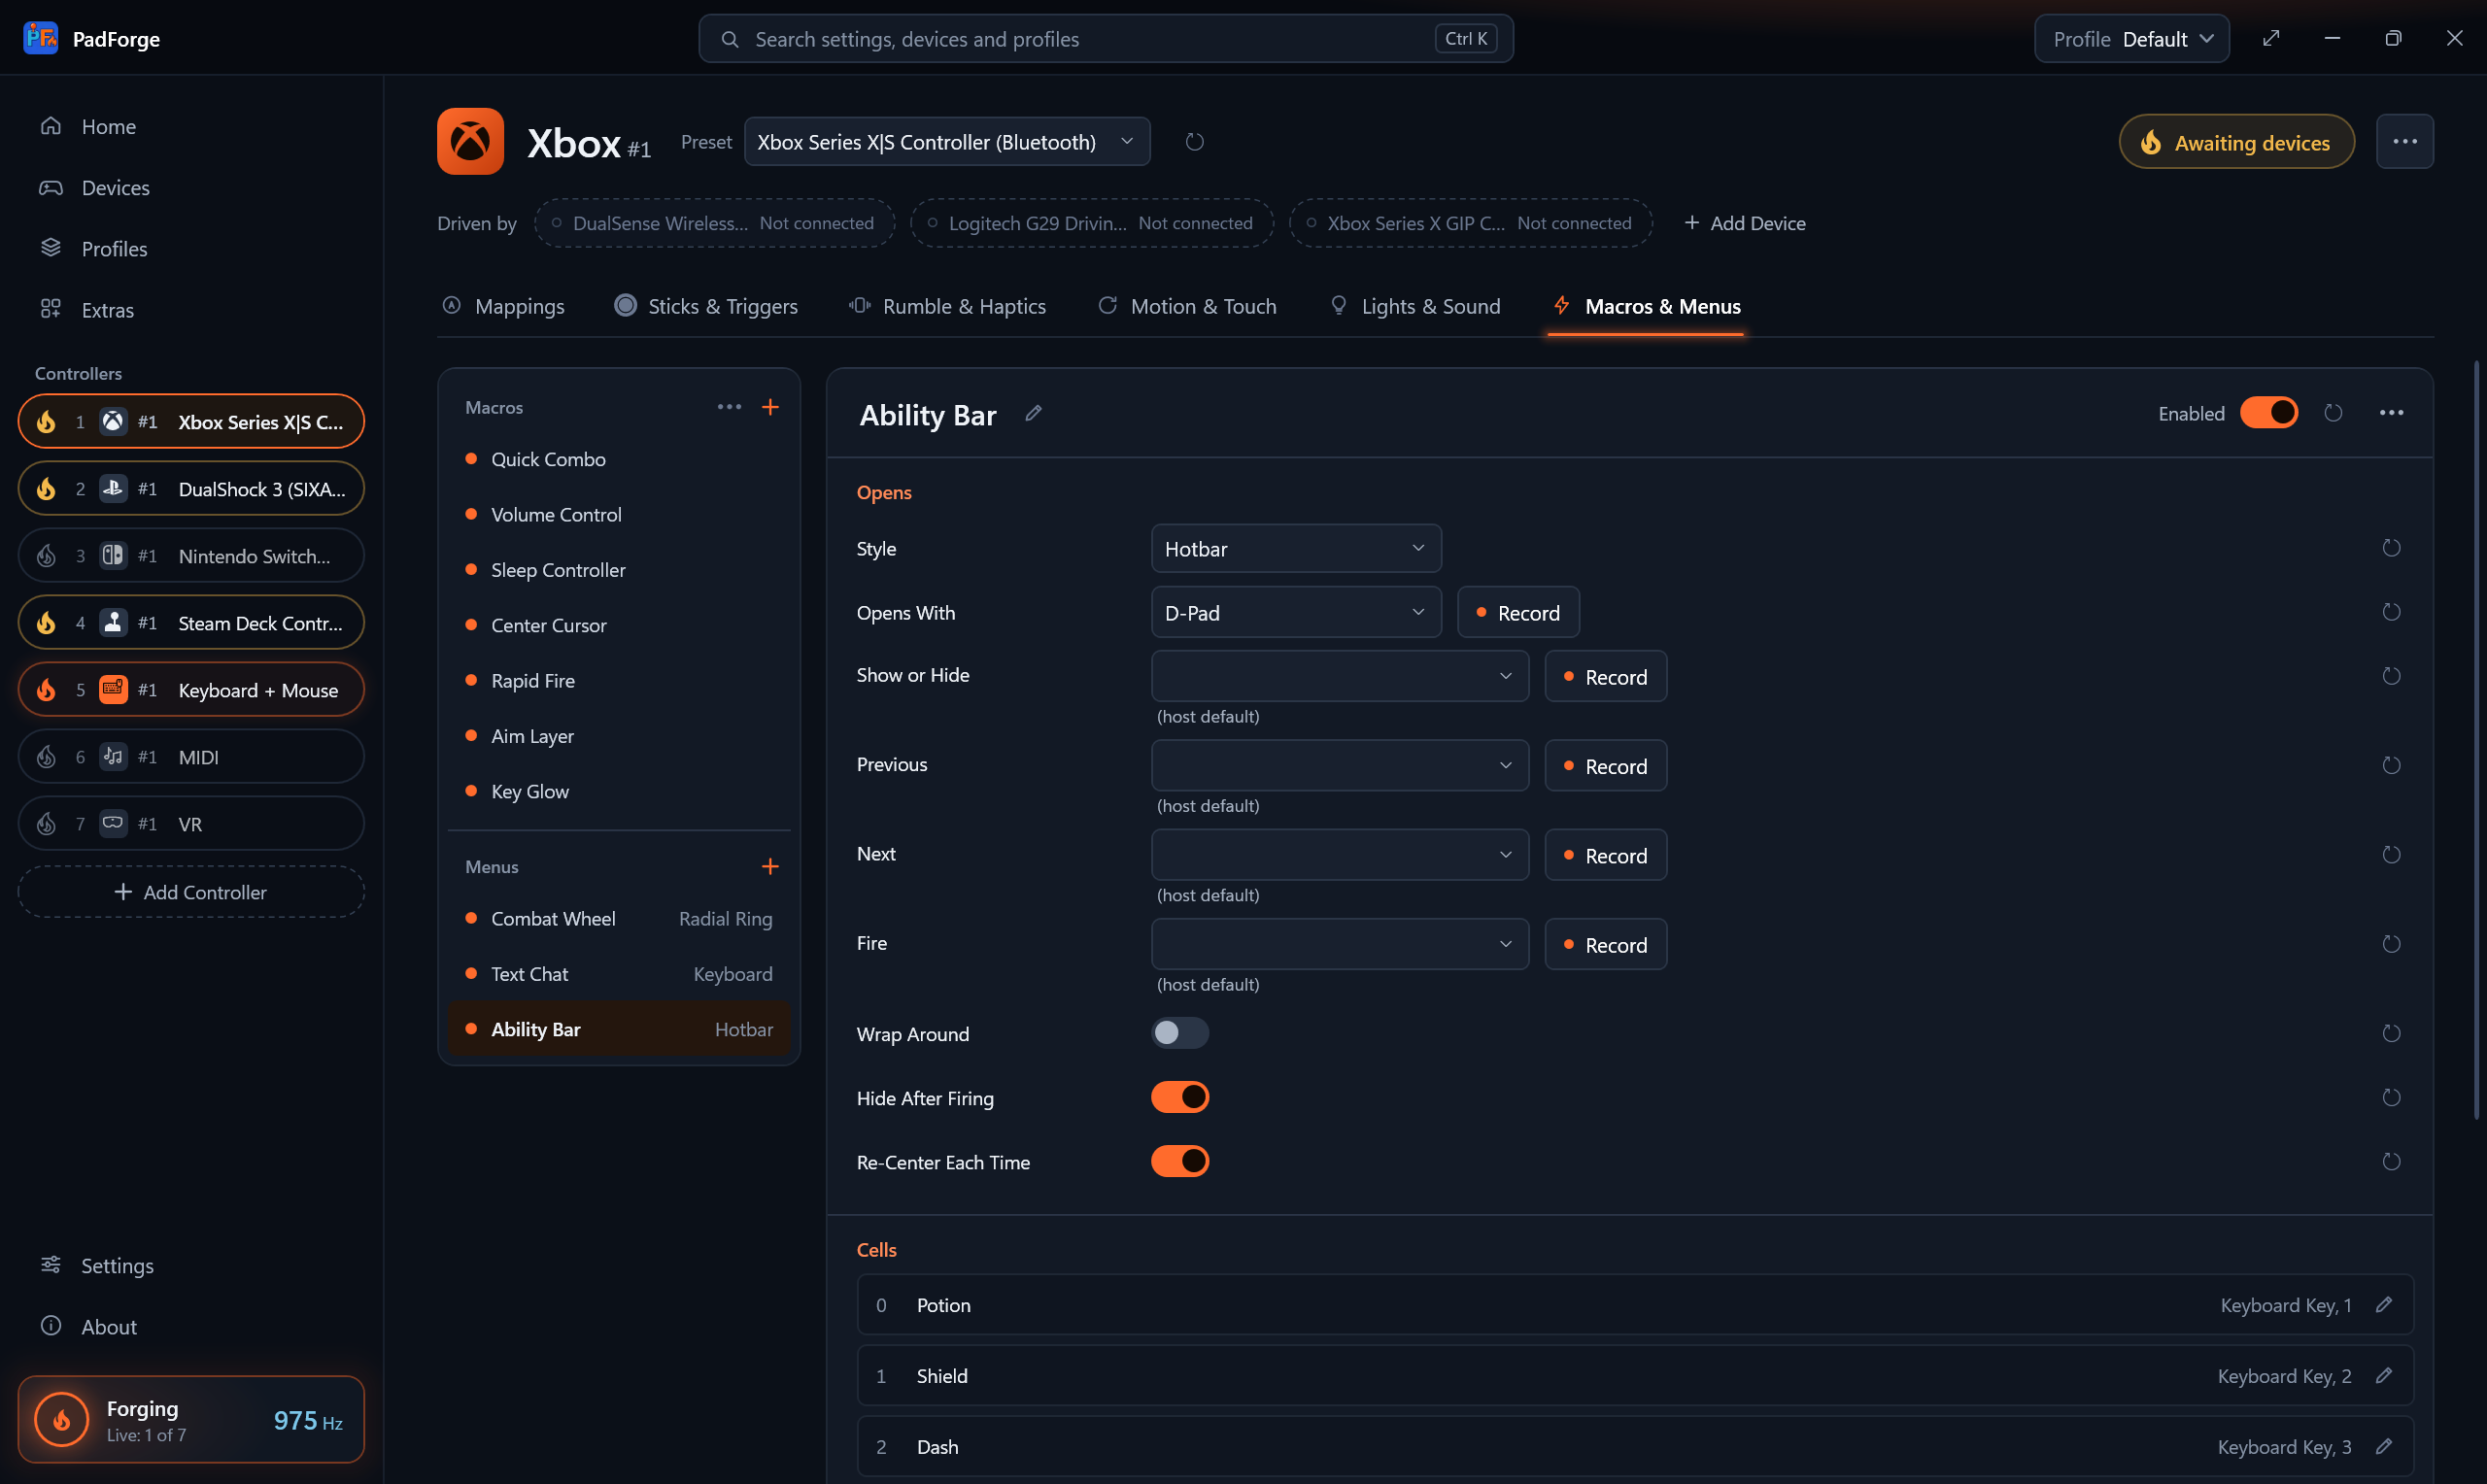 PadForge
Search settings, devices and profiles
Ctrl K
Profile Default
Home
Devices
Profiles
Extras
Controllers
1 #1 Xbox Series X|S C...
2 #1 DualShock 3 (SIXA...
3 #1 Nintendo Switch...
4 #1 Steam Deck Contr...
5 #1 Keyboard + Mouse
6 #1 MIDI
7 #1 VR
Add Controller
Settings
About
Forging
Live: 1 of 7
975 Hz
Xbox #1
Preset
Xbox Series X|S Controller (Bluetooth)
Awaiting devices
Driven by
DualSense Wireless... Not connected
Logitech G29 Drivin... Not connected
Xbox Series X GIP C... Not connected
Add Device
Mappings
Sticks & Triggers
Rumble & Haptics
Motion & Touch
Lights & Sound
Macros & Menus
Macros
Quick Combo
Volume Control
Sleep Controller
Center Cursor
Rapid Fire
Aim Layer
Key Glow
Menus
Combat Wheel Radial Ring
Text Chat Keyboard
Ability Bar Hotbar
Ability Bar
Enabled
Opens
Style Hotbar
Opens With D-Pad Record
Show or Hide Record
(host default)
Previous Record
(host default)
Next Record
(host default)
Fire Record
(host default)
Wrap Around
Hide After Firing
Re-Center Each Time
Cells
0 Potion Keyboard Key, 1
1 Shield Keyboard Key, 2
2 Dash Keyboard Key, 3